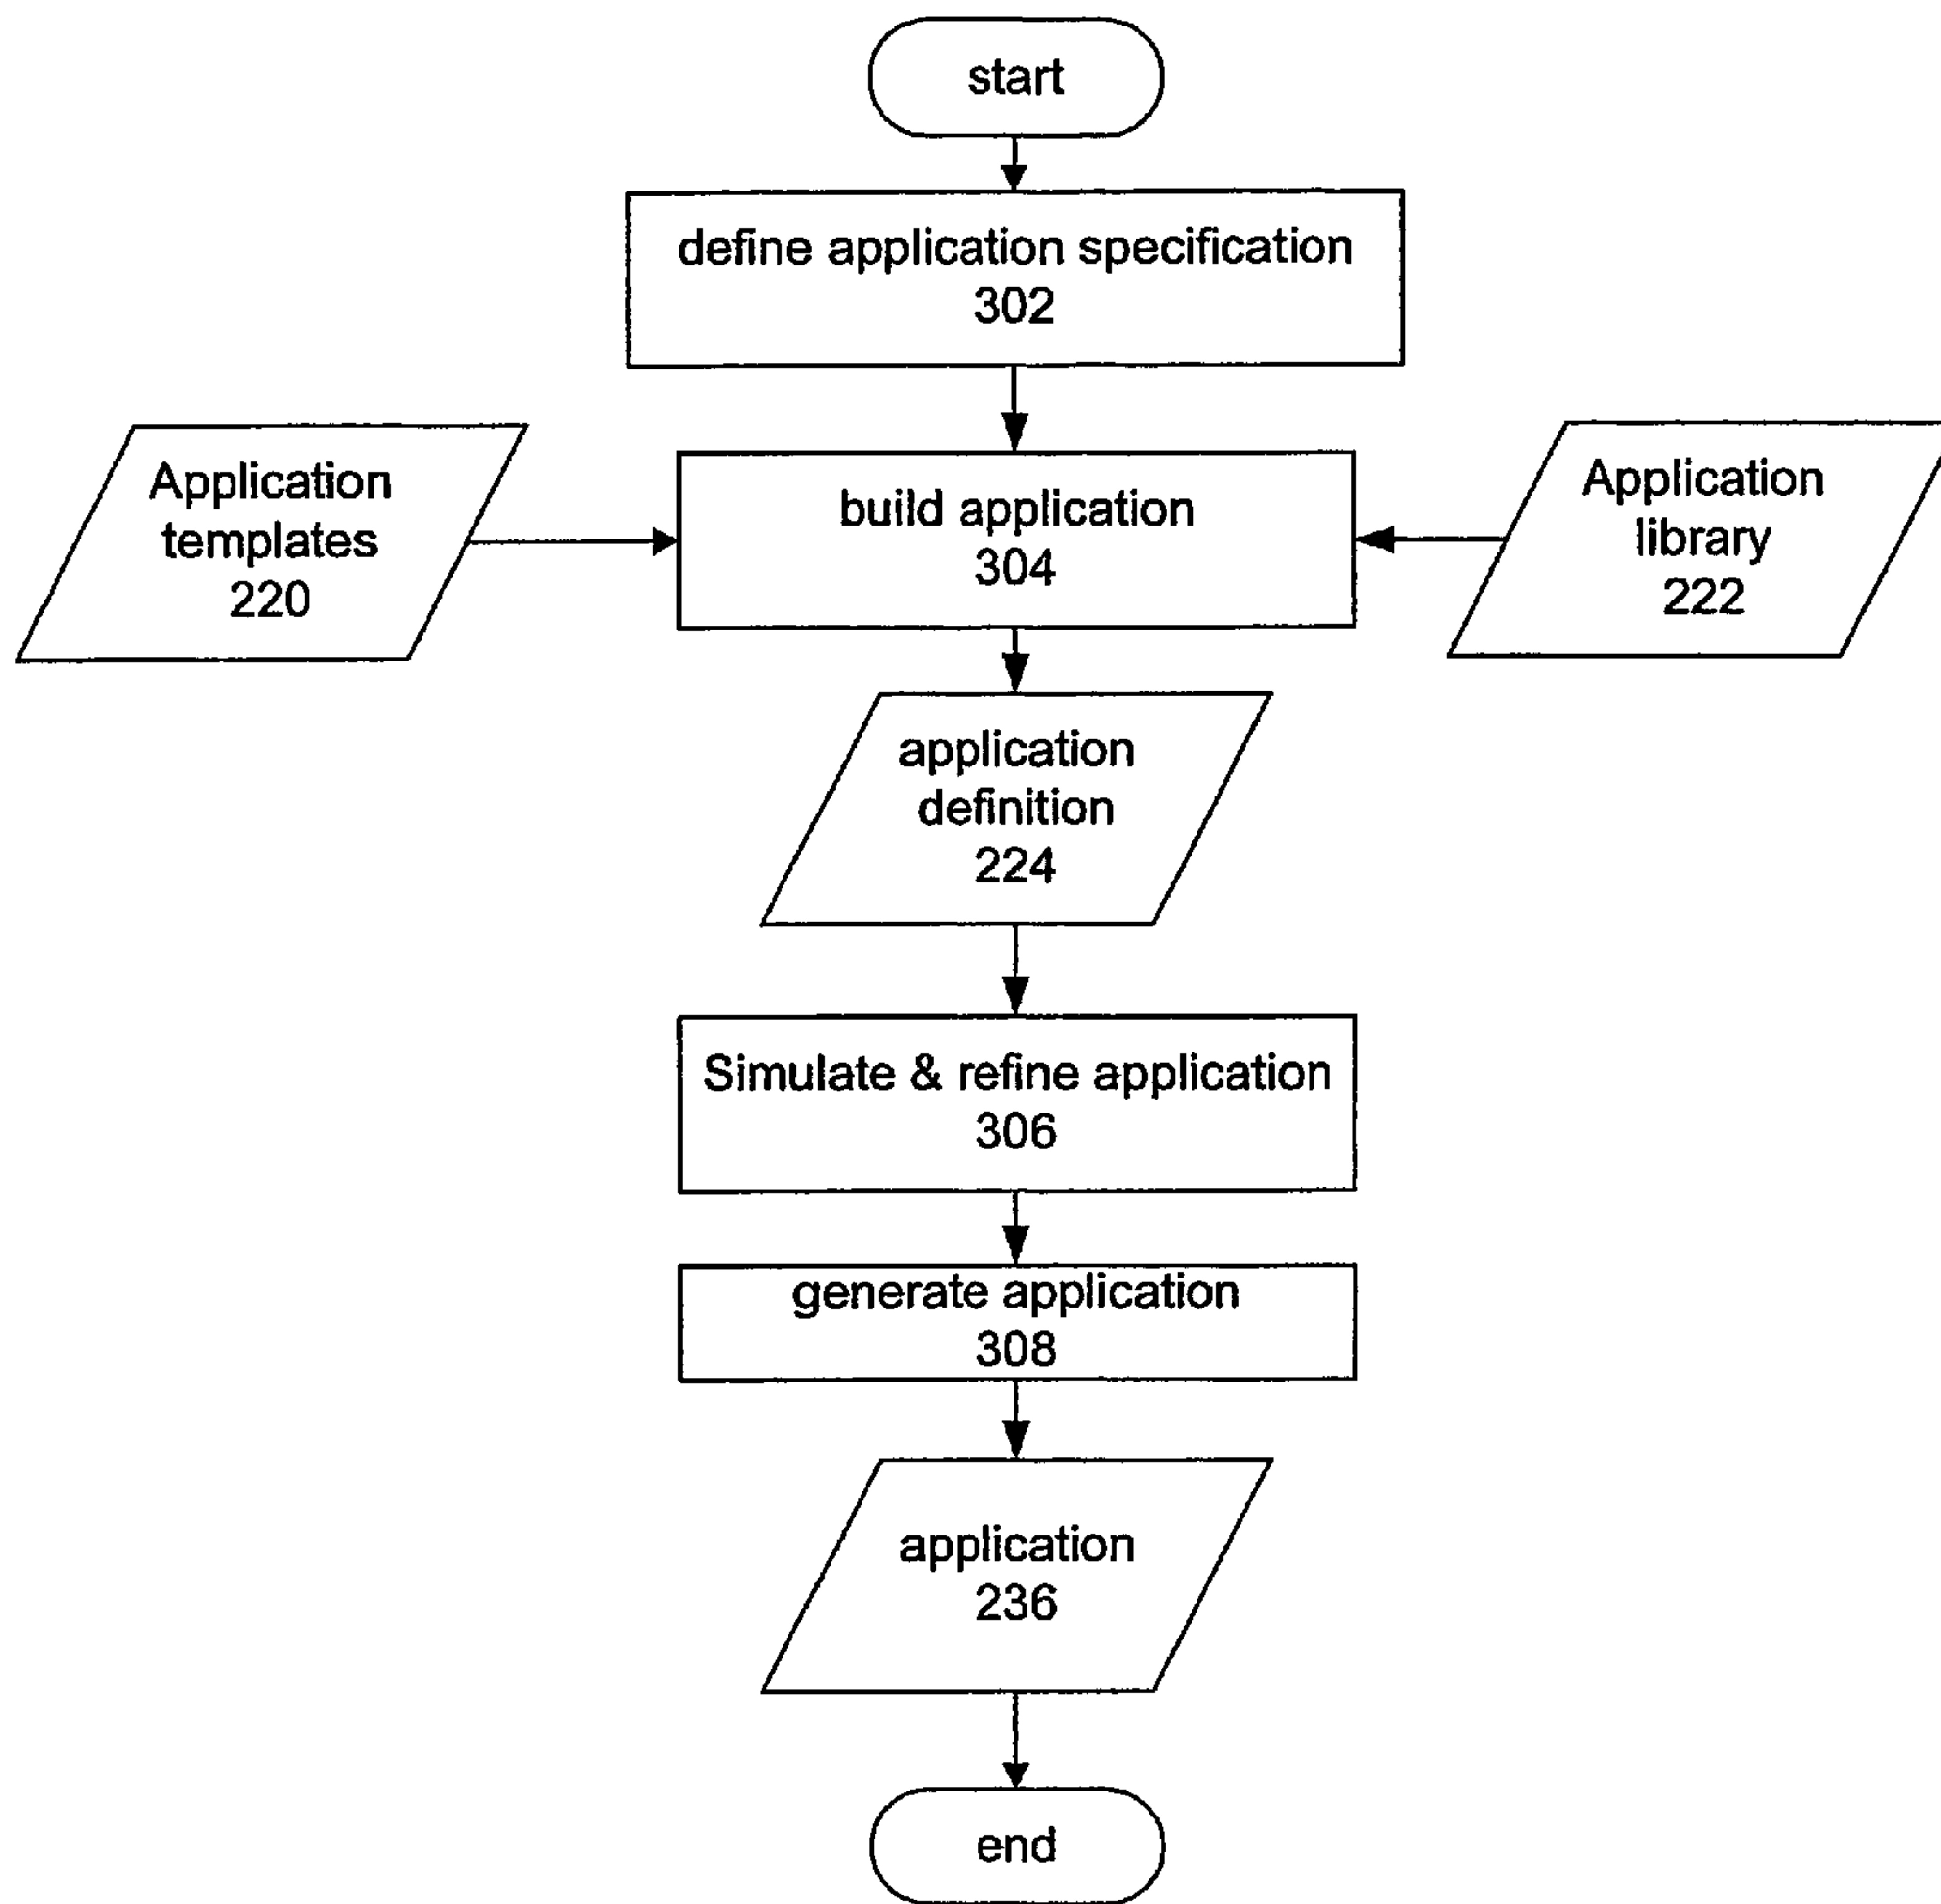 start
define application specification
302
Application
templates
220
build application
304
Application
library
222
application
definition
224
Simulate & refine application
306
generate application
308
application
236
end